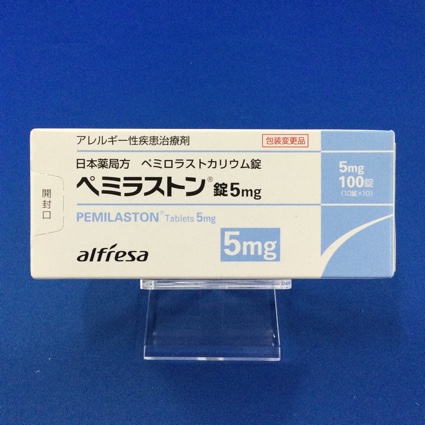 アレルギー性疾患治療剤
包装変更品
日本薬局方 ペミロラストカリウム錠
ペミラストン®錠5mg
PEMILASTON® Tablets 5mg
5mg
alfresa
開封口
5mg
100錠
(10錠×10)